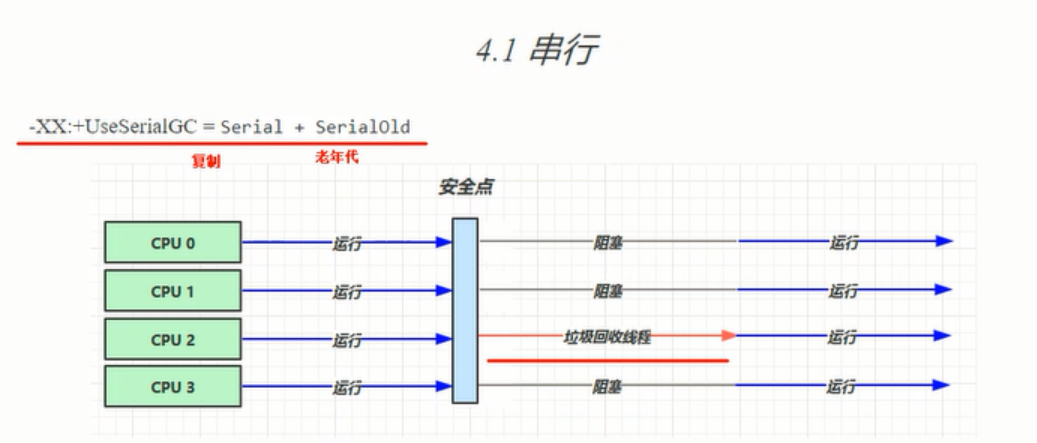 4.1 串行
-XX:+UseSerialGC = Serial + SerialOld
复制 老年代
安全点
CPU 0 运行 阻塞 运行
CPU 1 运行 阻塞 运行
CPU 2 运行 垃圾回收线程 运行
CPU 3 运行 阻塞 运行